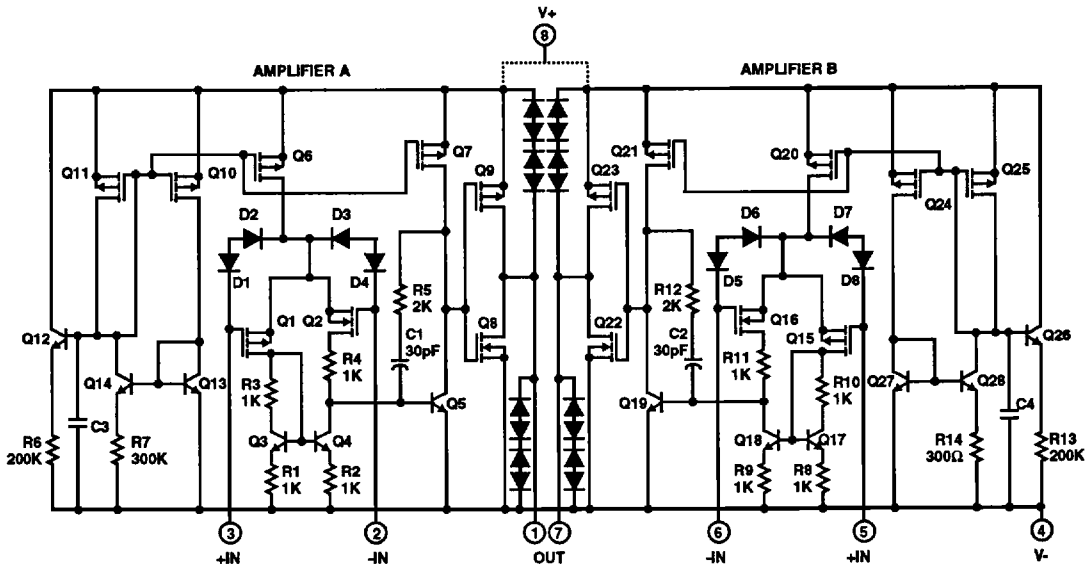 V+
8
AMPLIFIER A
AMPLIFIER B
Q6
Q7
Q21
Q20
Q11
Q10
Q9
Q23
Q24
Q25
D2
D3
D6
D7
D1
D4
D5
D8
R5
2K
R12
2K
Q12
Q1
Q2
C1
30pF
Q8
Q22
C2
30pF
Q16
Q15
Q26
R4
1K
R11
1K
Q14
Q13
R3
1K
Q5
Q19
R10
1K
Q27
Q28
R6
200K
C3
R7
300K
Q3
Q4
Q18
Q17
C4
R14
300Ω
R13
200K
R1
1K
R2
1K
R9
1K
R8
1K
3
2
1
7
6
5
4
+IN
-IN
OUT
-IN
+IN
V-